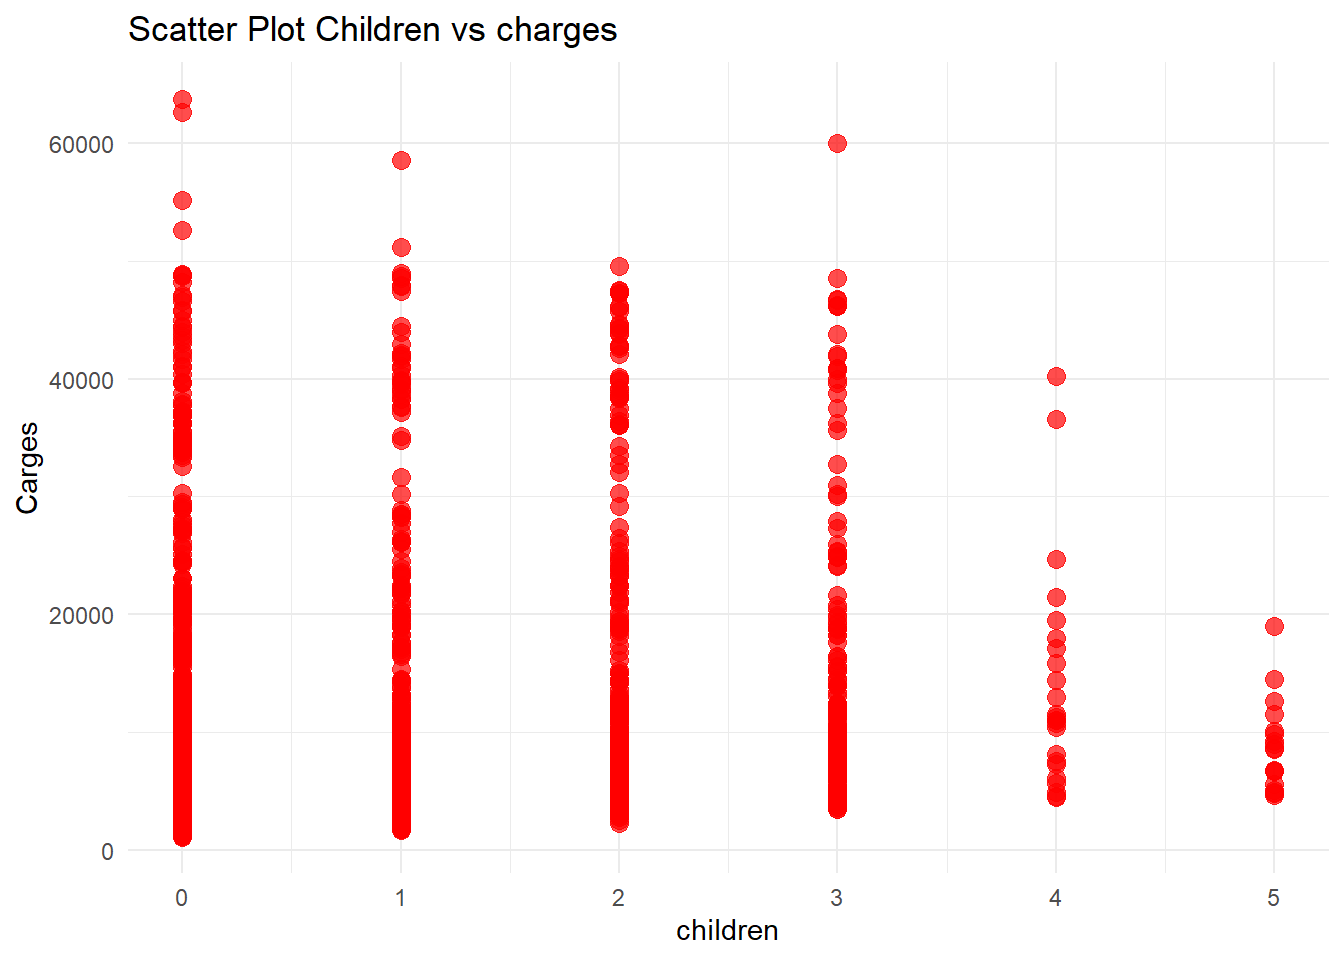 Scatter Plot Children vs charges
60000
40000
20000
0
Carges
0 1 2 3 4 5
children